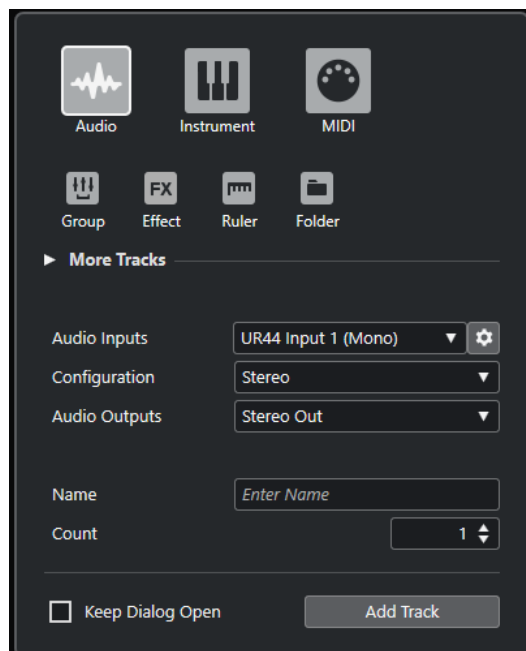 Audio Instrument MIDI
FX
Group Effect Ruler Folder
More Tracks
Audio Inputs UR44 Input 1 (Mono)
Configuration Stereo
Audio Outputs Stereo Out
Name Enter Name
Count 1
Keep Dialog Open Add Track